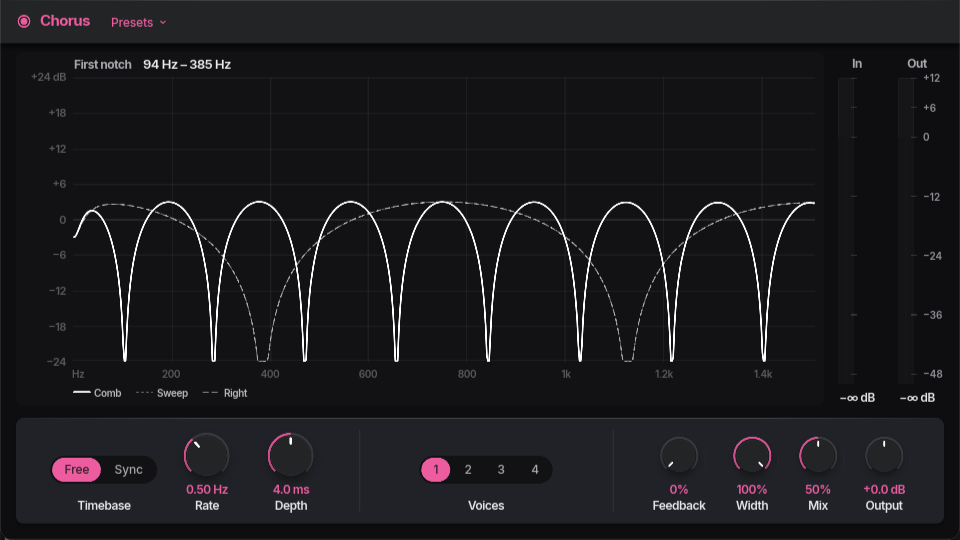 Chorus Presets
First notch 94 Hz – 385 Hz
In Out
+24 dB
+18
+12
+6
0
−6
−12
−18
−24
Hz 200 400 600 800 1k 1.2k 1.4k
Comb Sweep Right
+12
+6
0
−12
−24
−36
−48
−∞ dB −∞ dB
Free Sync
Timebase
0.50 Hz
Rate
4.0 ms
Depth
1 2 3 4
Voices
0%
Feedback
100%
Width
50%
Mix
+0.0 dB
Output